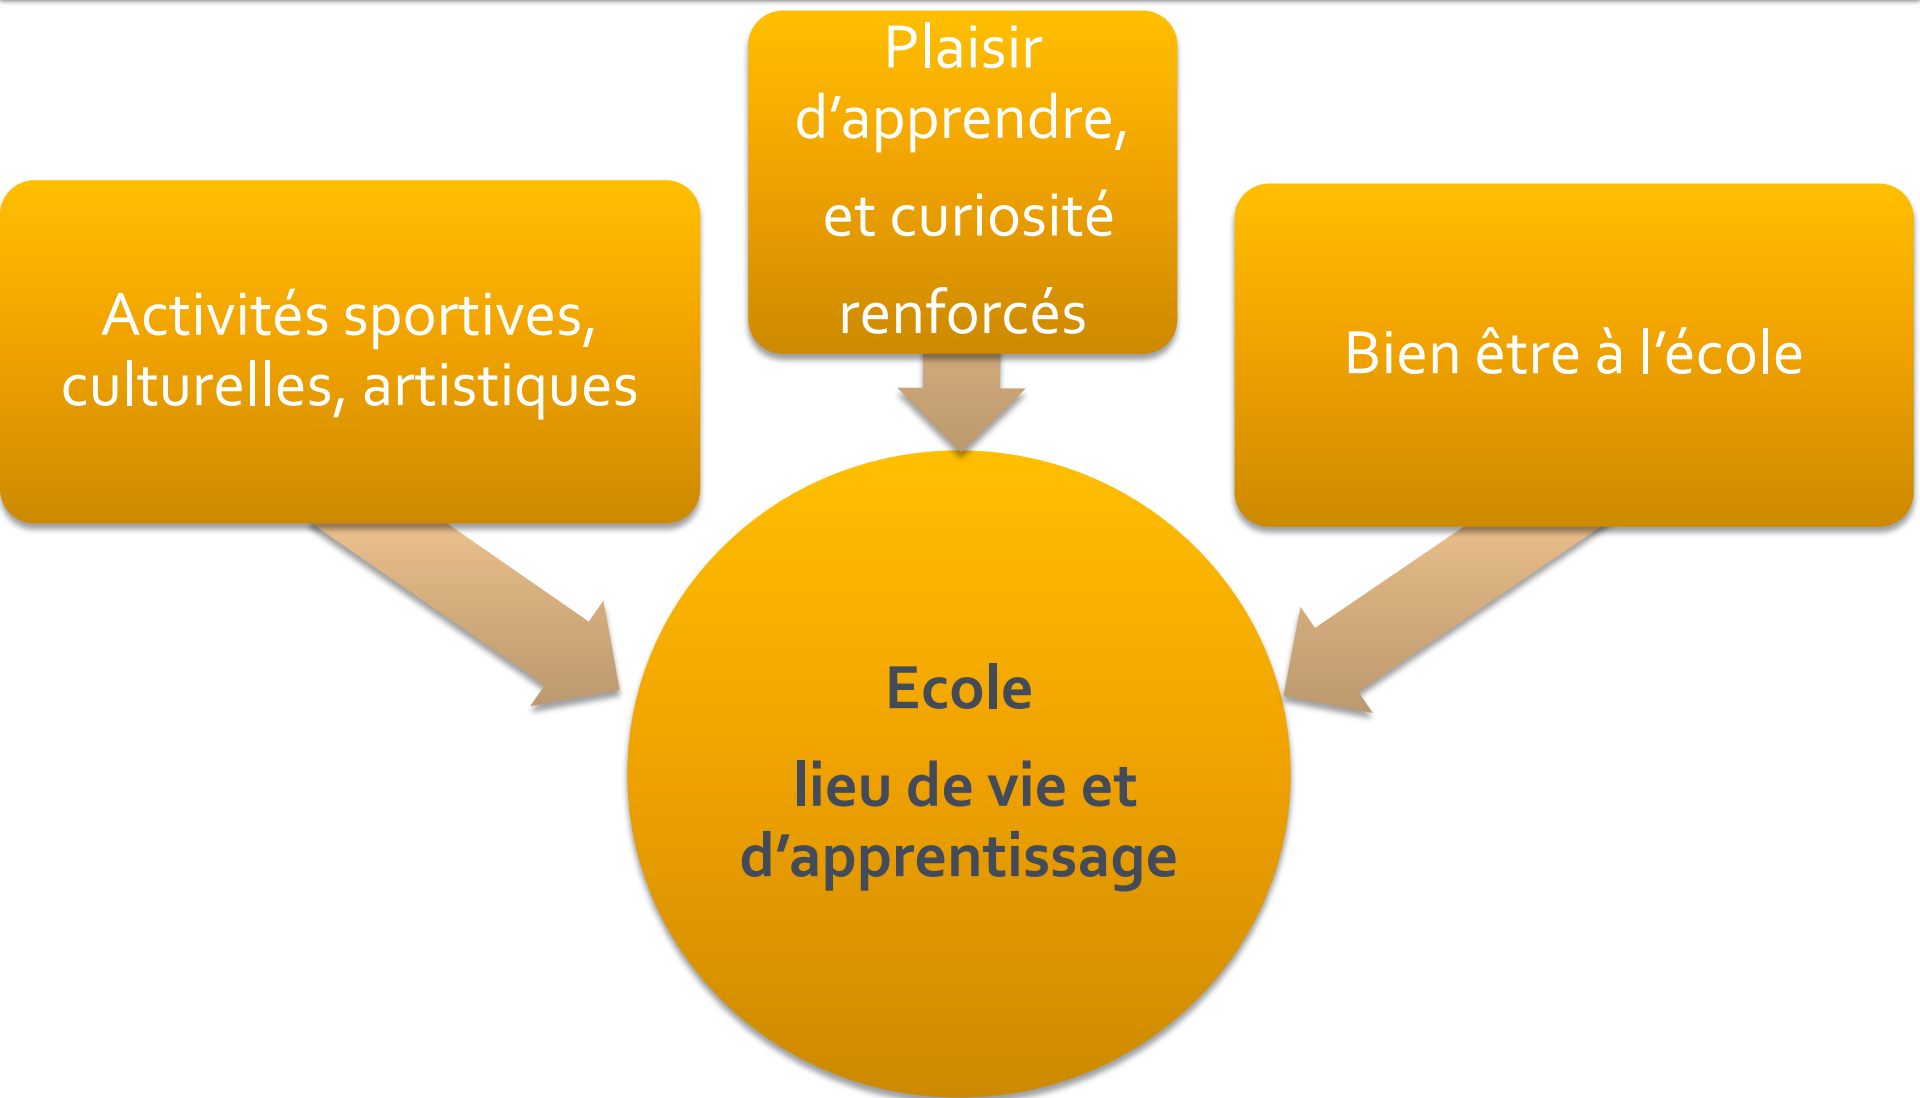 Plaisir
d’apprendre,
et curiosité
renforcés
Activités sportives,
culturelles, artistiques
Bien être à l’école
Ecole
lieu de vie et
d’apprentissage